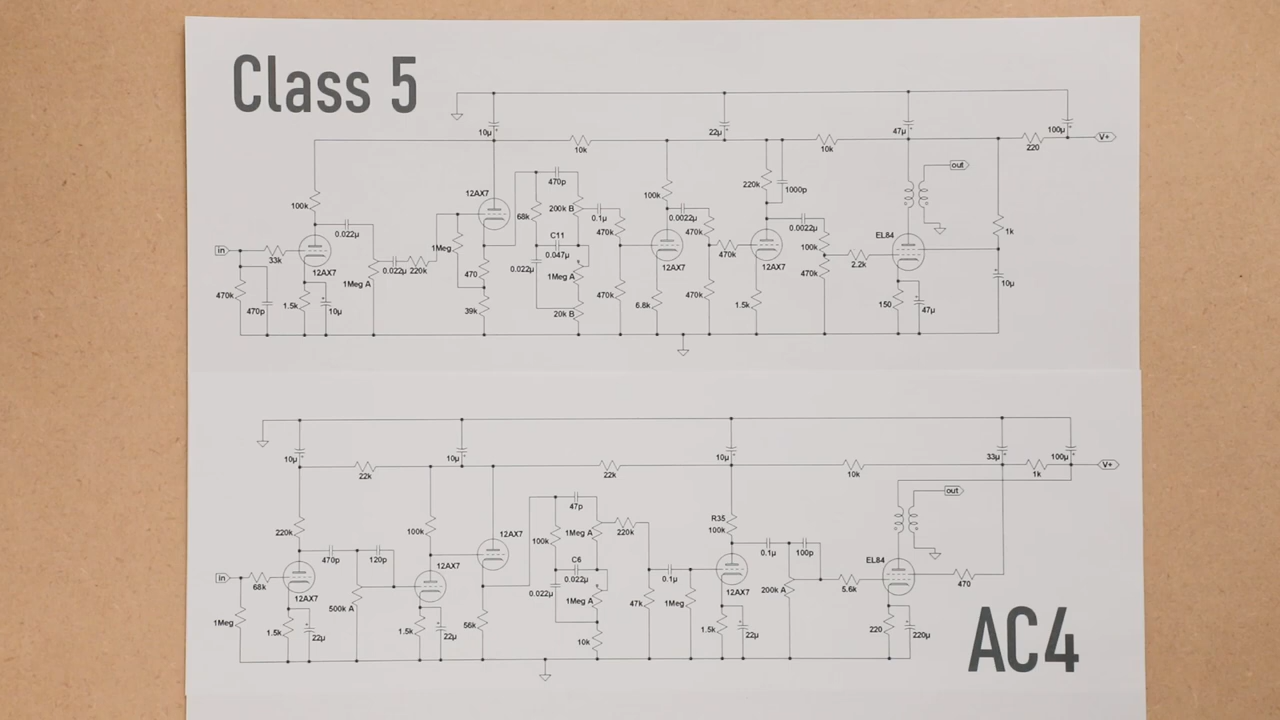 Class 5
10µ
22µ
47µ
100µ
V+
10k
10k
220
out
100k
12AX7
470p
100k
220k
1000p
68k
200k B
0.1µ
0.0022µ
0.0022µ
0.022µ
1Meg
C11
0.047µ
470k
470k
100k
EL84
1k
in
33k
12AX7
0.022µ
220k
470
0.022µ
1Meg A
12AX7
12AX7
470k
2.2k
10µ
470k
470p
1.5k
10µ
1Meg A
39k
20k B
470k
6.8k
470k
1.5k
150
47µ
10µ
10µ
10µ
33µ
100µ
V+
22k
22k
10k
1k
out
220k
100k
12AX7
47p
1Meg A
220k
R35
100k
470p
120p
100k
C6
0.022µ
0.1µ
100p
EL84
in
68k
12AX7
12AX7
0.022µ
1Meg A
0.1µ
12AX7
200k A
5.6k
470
1Meg
1.5k
22µ
500k A
1.5k
22µ
56k
10k
47k
1Meg
1.5k
22µ
220
220µ
AC4